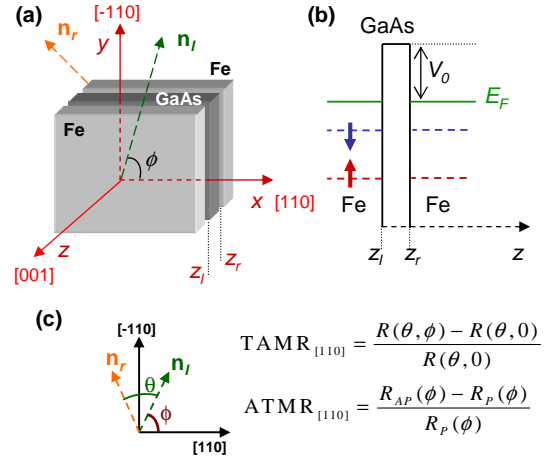 (a)
[-110]
y
n_r
n_l
Fe
GaAs
Fe
ϕ
x [110]
z
[001]
z_l
z_r
(b)
GaAs
V_0
E_F
Fe
Fe
z_l
z_r
z
(c)
[-110]
n_r
n_l
θ
ϕ
[110]
TAMR_[110] = (R(θ,ϕ) − R(θ,0)) / R(θ,0)
ATMR_[110] = (R_AP(ϕ) − R_P(ϕ)) / R_P(ϕ)